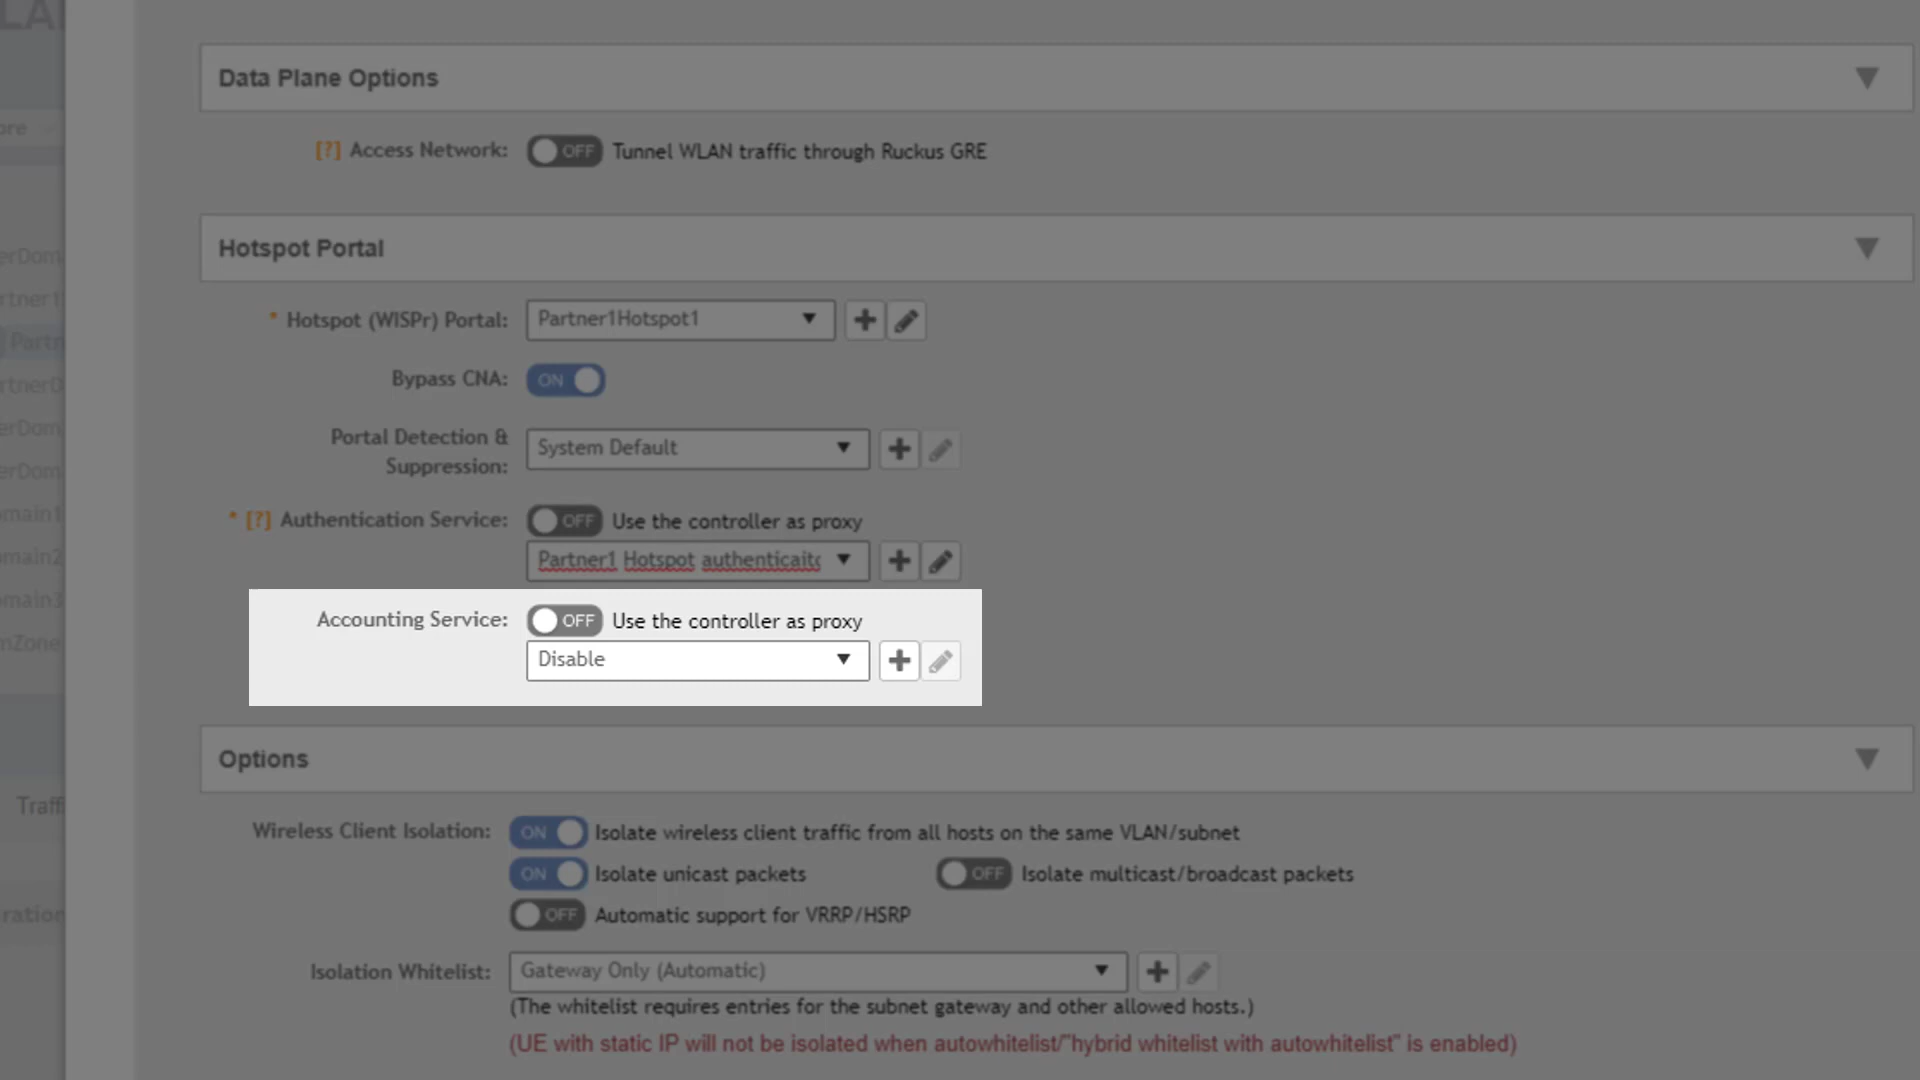 Data Plane Options
[?] Access Network: OFF Tunnel WLAN traffic through Ruckus GRE
Hotspot Portal
* Hotspot (WISPr) Portal: Partner1Hotspot1
Bypass CNA: ON
Portal Detection &
Suppression: System Default
* [?] Authentication Service: OFF Use the controller as proxy
Partner1 Hotspot authenticaito
Accounting Service: OFF Use the controller as proxy
Disable
Options
Traffi
Wireless Client Isolation: ON Isolate wireless client traffic from all hosts on the same VLAN/subnet
ON Isolate unicast packets OFF Isolate multicast/broadcast packets
OFF Automatic support for VRRP/HSRP
Isolation Whitelist: Gateway Only (Automatic)
(The whitelist requires entries for the subnet gateway and other allowed hosts.)
(UE with static IP will not be isolated when autowhitelist/"hybrid whitelist with autowhitelist" is enabled)